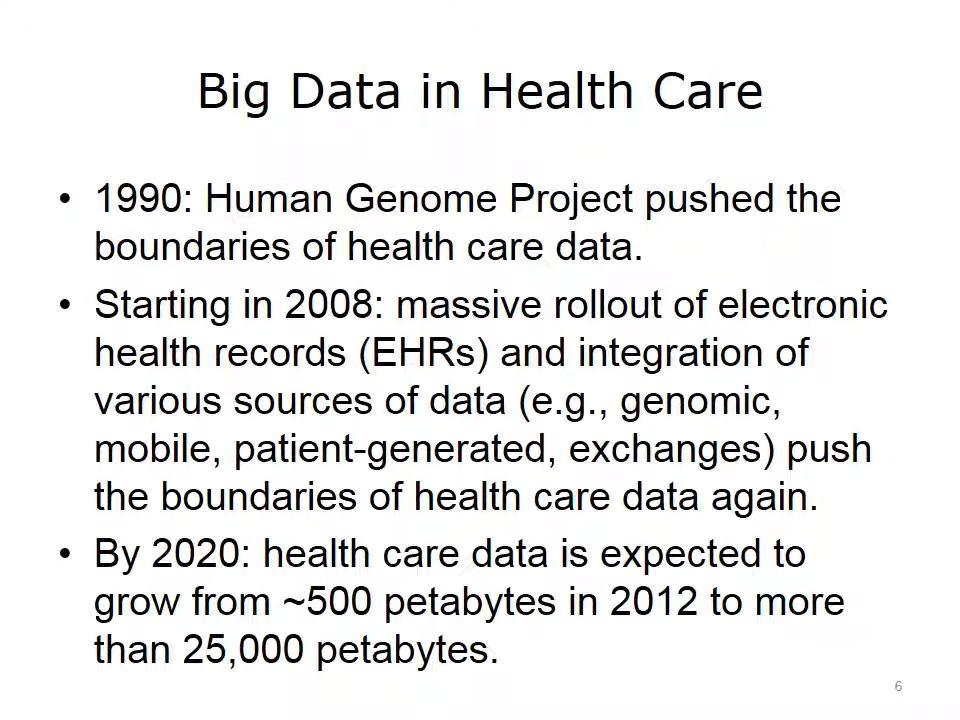 Big Data in Health Care
• 1990: Human Genome Project pushed the
boundaries of health care data.
• Starting in 2008: massive rollout of electronic
health records (EHRs) and integration of
various sources of data (e.g., genomic,
mobile, patient-generated, exchanges) push
the boundaries of health care data again.
• By 2020: health care data is expected to
grow from ~500 petabytes in 2012 to more
than 25,000 petabytes.
6